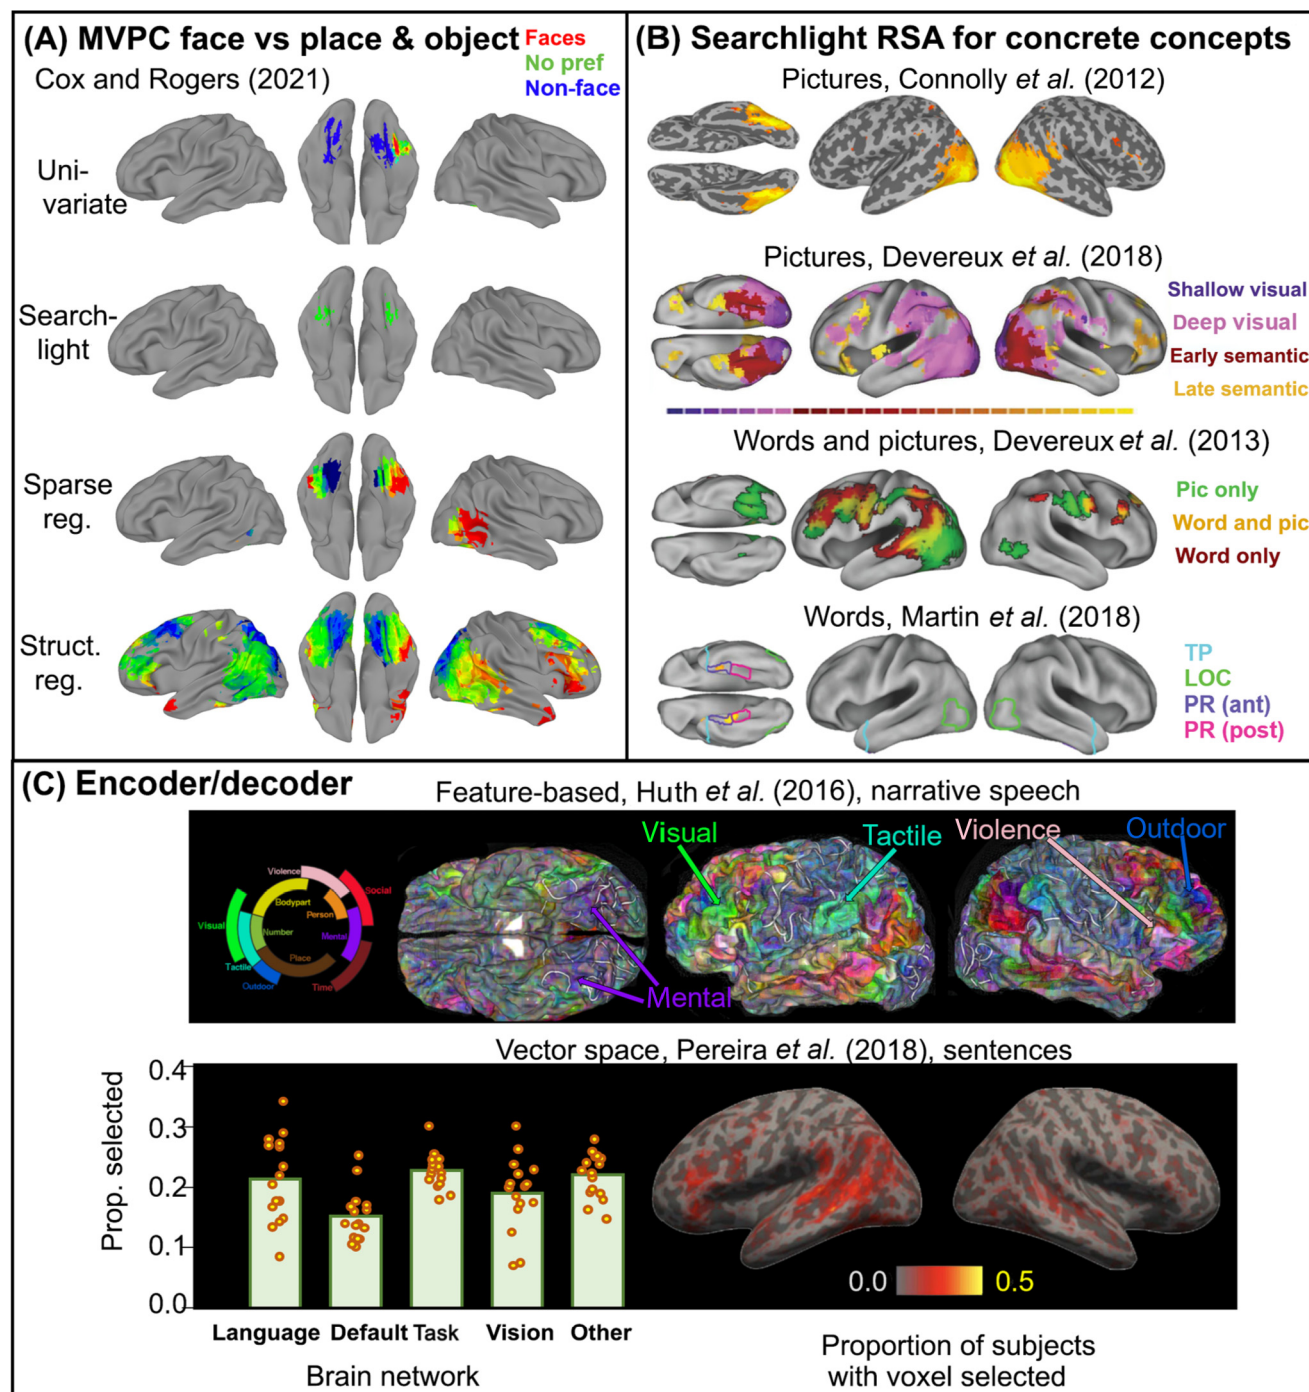 (A) MVPC face vs place & object
Faces
No pref
Non-face
Cox and Rogers (2021)
Uni-
variate
Search-
light
Sparse
reg.
Struct.
reg.
(B) Searchlight RSA for concrete concepts
Pictures, Connolly et al. (2012)
Pictures, Devereux et al. (2018)
Shallow visual
Deep visual
Early semantic
Late semantic
Words and pictures, Devereux et al. (2013)
Pic only
Word and pic
Word only
Words, Martin et al. (2018)
TP
LOC
PR (ant)
PR (post)
(C) Encoder/decoder
Feature-based, Huth et al. (2016), narrative speech
Visual
Tactile
Violence
Outdoor
Mental
Violence
Social
Bodypart
Person
Visual
Number
Mental
Place
Tactile
Outdoor
Time
Vector space, Pereira et al. (2018), sentences
Prop. selected
0.4
0.3
0.2
0.1
0.0
Language Default Task Vision Other
Brain network
0.0 0.5
Proportion of subjects
with voxel selected